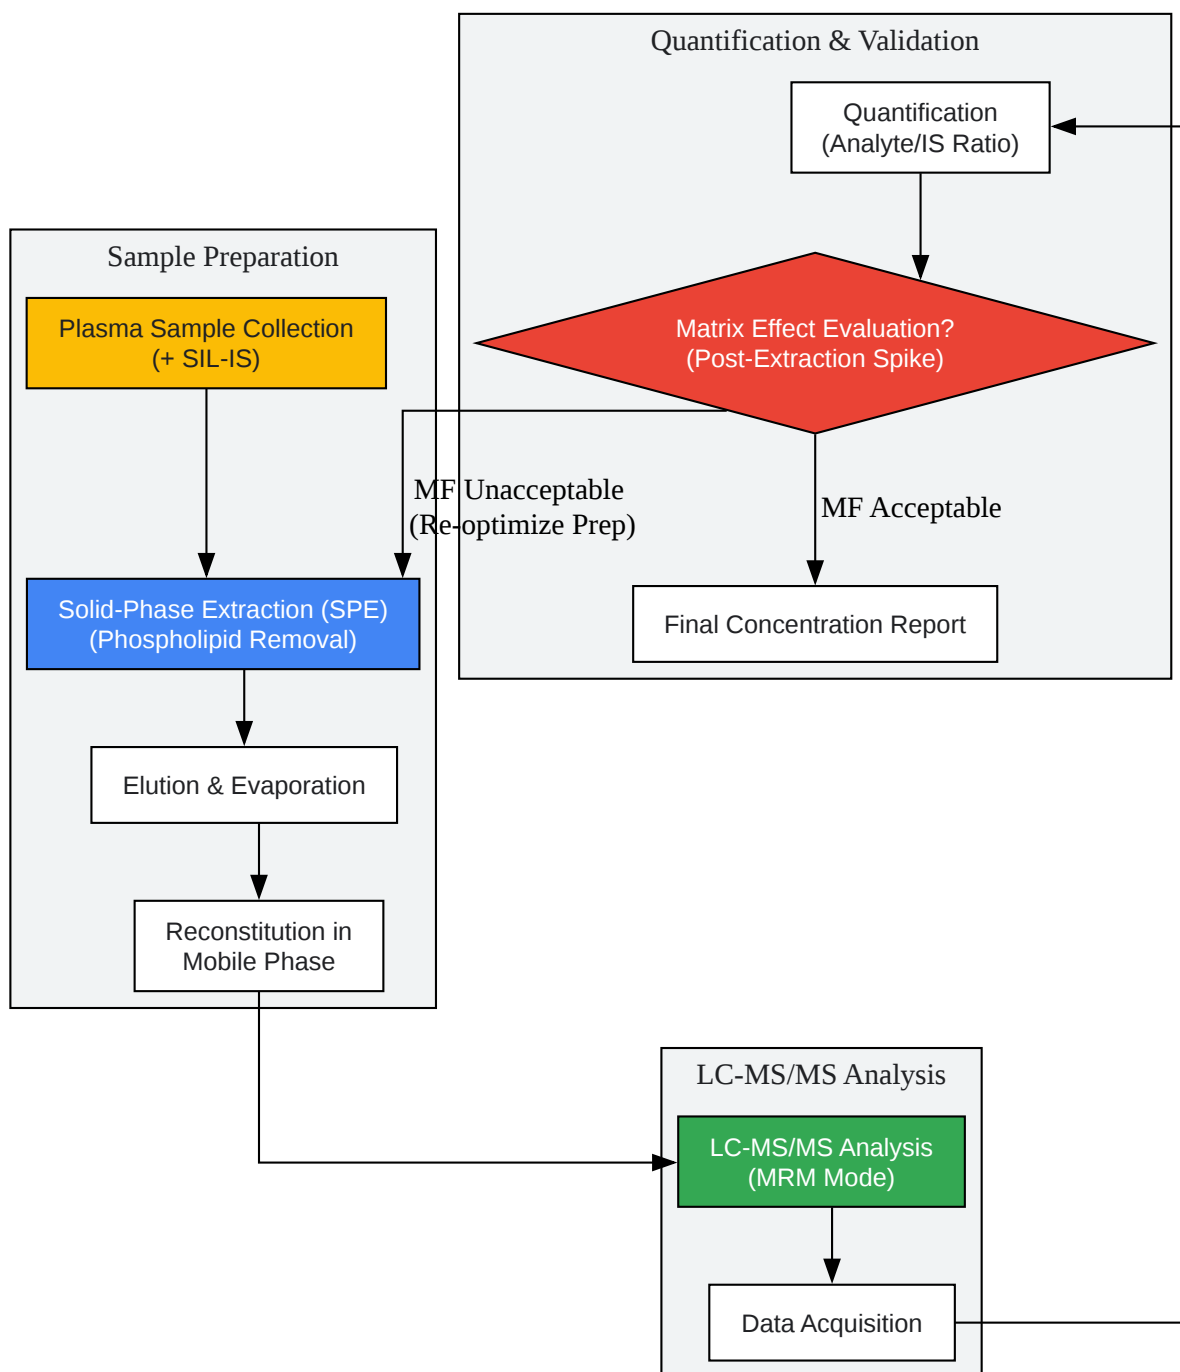 Quantification & Validation
Quantification
(Analyte/IS Ratio)
Matrix Effect Evaluation?
(Post-Extraction Spike)
MF Unacceptable
(Re-optimize Prep)
MF Acceptable
Final Concentration Report
Sample Preparation
Plasma Sample Collection
(+ SIL-IS)
Solid-Phase Extraction (SPE)
(Phospholipid Removal)
Elution & Evaporation
Reconstitution in
Mobile Phase
LC-MS/MS Analysis
LC-MS/MS Analysis
(MRM Mode)
Data Acquisition